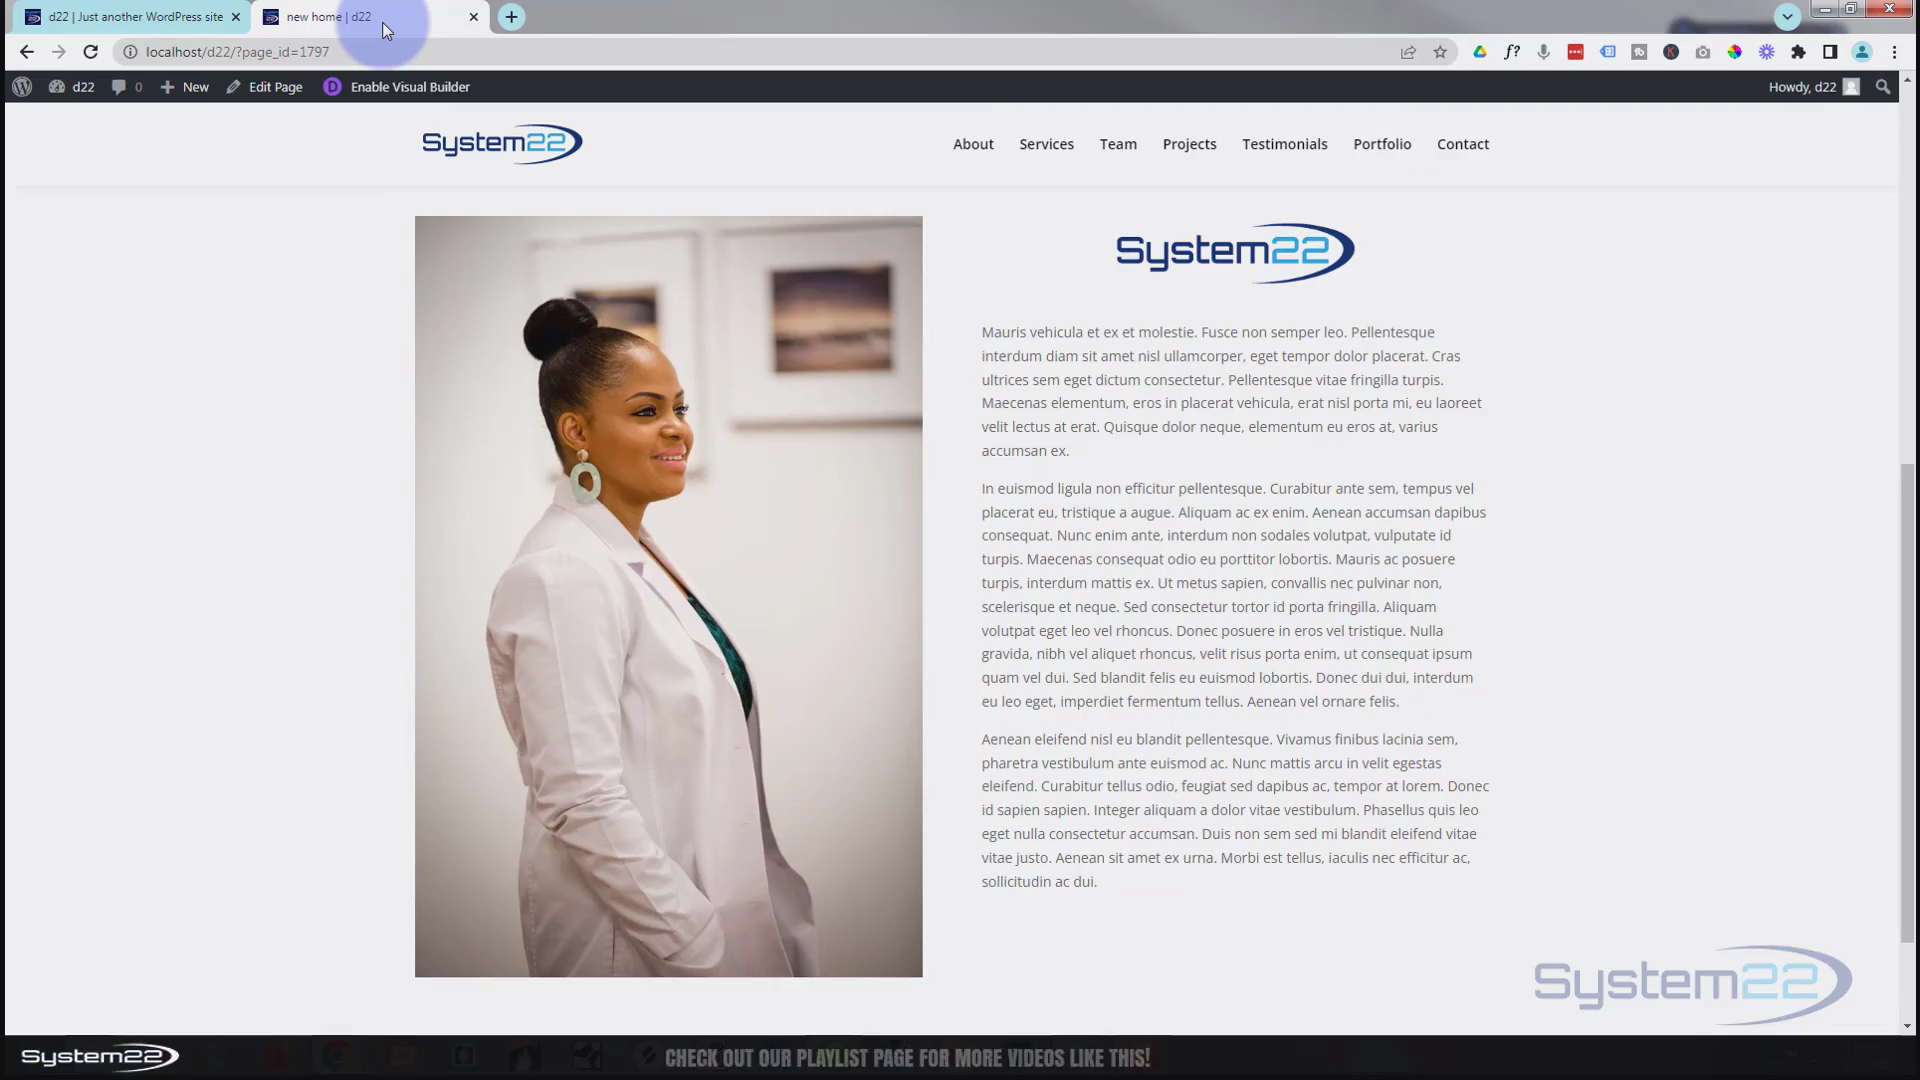 d22 | Just another WordPress site
new home | d22
localhost/d22/?page_id=1797
d22
0
New
Edit Page
Enable Visual Builder
Howdy, d22
System22
About
Services
Team
Projects
Testimonials
Portfolio
Contact
System22
Mauris vehicula et ex et molestie. Fusce non semper leo. Pellentesque
interdum diam sit amet nisl ullamcorper, eget tempor dolor placerat. Cras
ultrices sem eget dictum consectetur. Pellentesque vitae fringilla turpis.
Maecenas elementum, eros in placerat vehicula, erat nisl porta mi, eu laoreet
velit lectus at erat. Quisque dolor neque, elementum eu eros at, varius
accumsan ex.
In euismod ligula non efficitur pellentesque. Curabitur ante sem, tempus vel
placerat eu, tristique a augue. Aliquam ac ex enim. Aenean accumsan dapibus
consequat. Nunc enim ante, interdum non sodales volutpat, vulputate id
turpis. Maecenas consequat odio eu porttitor lobortis. Mauris ac posuere
turpis, interdum mattis ex. Ut metus sapien, convallis nec pulvinar non,
scelerisque et neque. Sed consectetur tortor id porta fringilla. Aliquam
volutpat eget leo vel rhoncus. Donec posuere in eros vel tristique. Nulla
gravida, nibh vel aliquet rhoncus, velit risus porta enim, ut consequat ipsum
quam vel dui. Sed blandit felis eu euismod lobortis. Donec dui dui, interdum
eu leo eget, imperdiet fermentum tellus. Aenean vel ornare felis.
Aenean eleifend nisl eu blandit pellentesque. Vivamus finibus lacinia sem,
pharetra vestibulum ante euismod ac. Nunc mattis arcu in velit egestas
eleifend. Curabitur tellus odio, feugiat sed dapibus ac, tempor at lorem. Donec
id sapien sapien. Integer aliquam a dolor vitae vestibulum. Phasellus quis leo
eget nulla consectetur accumsan. Duis non sem sed mi blandit eleifend vitae
vitae justo. Aenean sit amet ex urna. Morbi est tellus, iaculis nec efficitur ac,
sollicitudin ac dui.
System22
System22
CHECK OUT OUR PLAYLIST PAGE FOR MORE VIDEOS LIKE THIS!